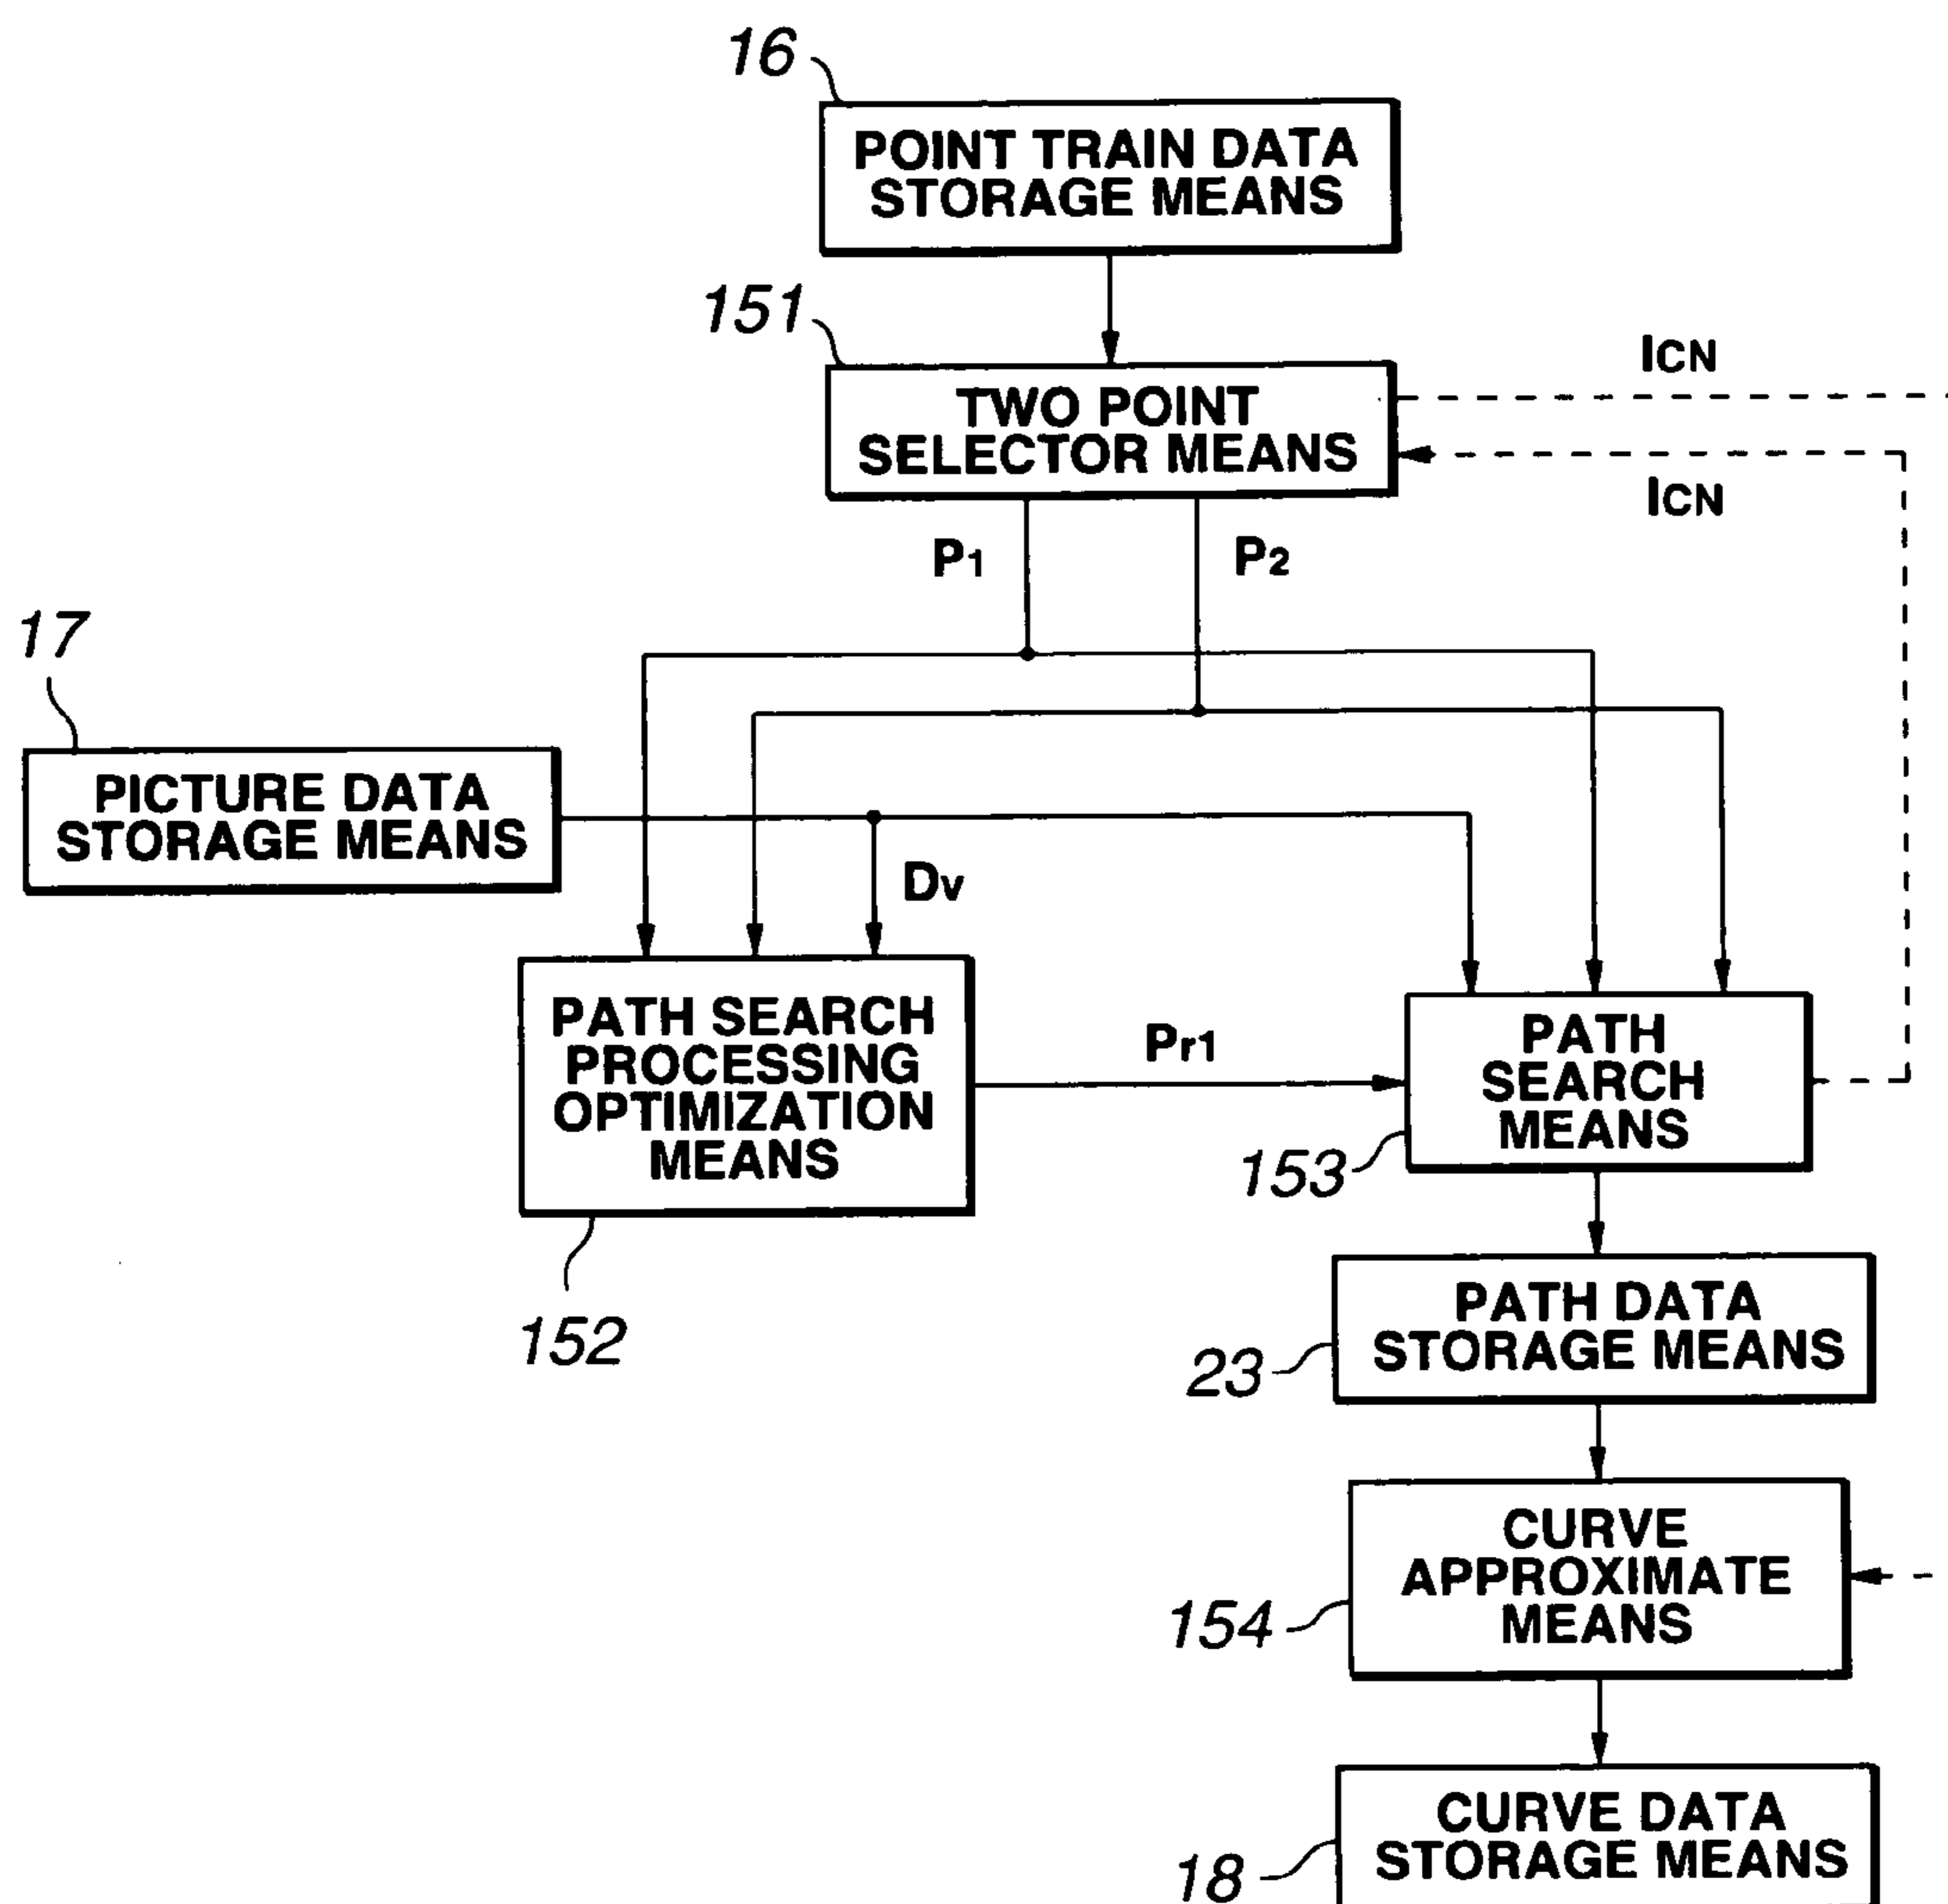 16
POINT TRAIN DATA
STORAGE MEANS
151
TWO POINT
SELECTOR MEANS
ICN
ICN
P1
P2
17
PICTURE DATA
STORAGE MEANS
Dv
PATH SEARCH
PROCESSING
OPTIMIZATION
MEANS
152
Pr1
PATH
SEARCH
MEANS
153
PATH DATA
STORAGE MEANS
23
CURVE
APPROXIMATE
MEANS
154
CURVE DATA
STORAGE MEANS
18